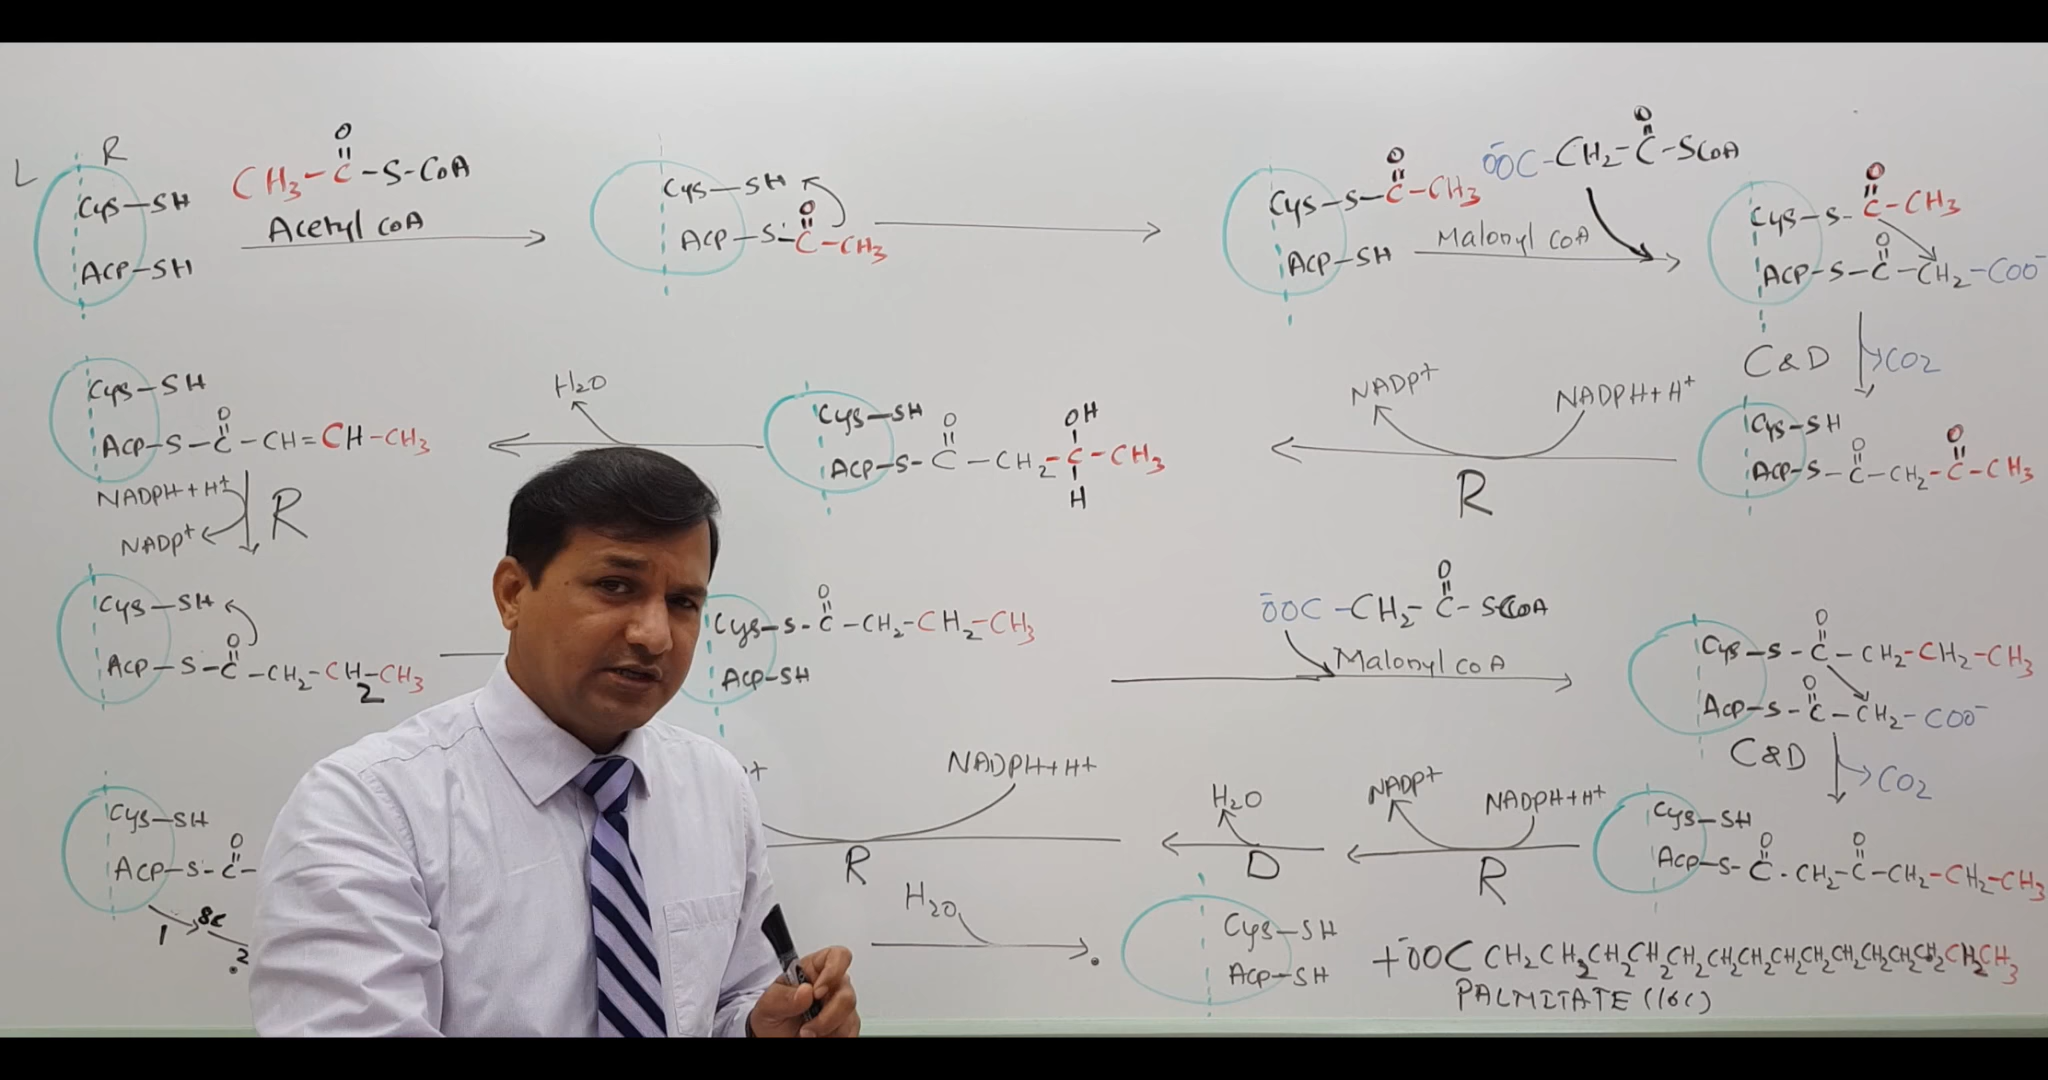 L R
O
CH3-C-S-CoA
Acetyl CoA
Cys-SH
ACP-SH
Cys-SH
O
ACP-S-C-CH3
O
Cys-S-C-CH3
ACP-SH
O
-OOC-CH2-C-SCoA
Malonyl CoA
O
Cys-S-C-CH3
O
ACP-S-C-CH2-COO-
C&D CO2
Cys-SH
O O
ACP-S-C-CH2-C-CH3
NADP+ NADPH+H+
R
Cys-SH
O OH
ACP-S-C-CH2-C-CH3
H
H2O
Cys-SH
O
ACP-S-C-CH=CH-CH3
NADPH+H+
R
NADP+
Cys-SH
O
ACP-S-C-CH2-CH-CH3
2
O
Cys-S-C-CH2-CH2-CH3
ACP-SH
O
-OOC-CH2-C-SCoA
Malonyl CoA
O
Cys-S-C-CH2-CH2-CH3
O
ACP-S-C-CH2-COO-
C&D CO2
Cys-SH
O O
ACP-S-C-CH2-C-CH2-CH2-CH3
NADP+ NADPH+H+
R
H2O
D
+ NADPH+H+
R
Cys-SH
O
ACP-S-C-
8C
1
2
H2O
Cys-SH
ACP-SH
+-OOC CH2CH2CH2CH2CH2CH2CH2CH2CH2CH2CH2CH2CH2CH2CH3
PALMITATE (16C)